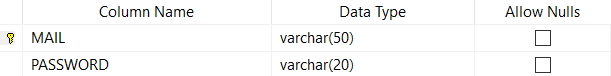 Column Name Data Type Allow Nulls
MAIL varchar(50)
PASSWORD varchar(20)